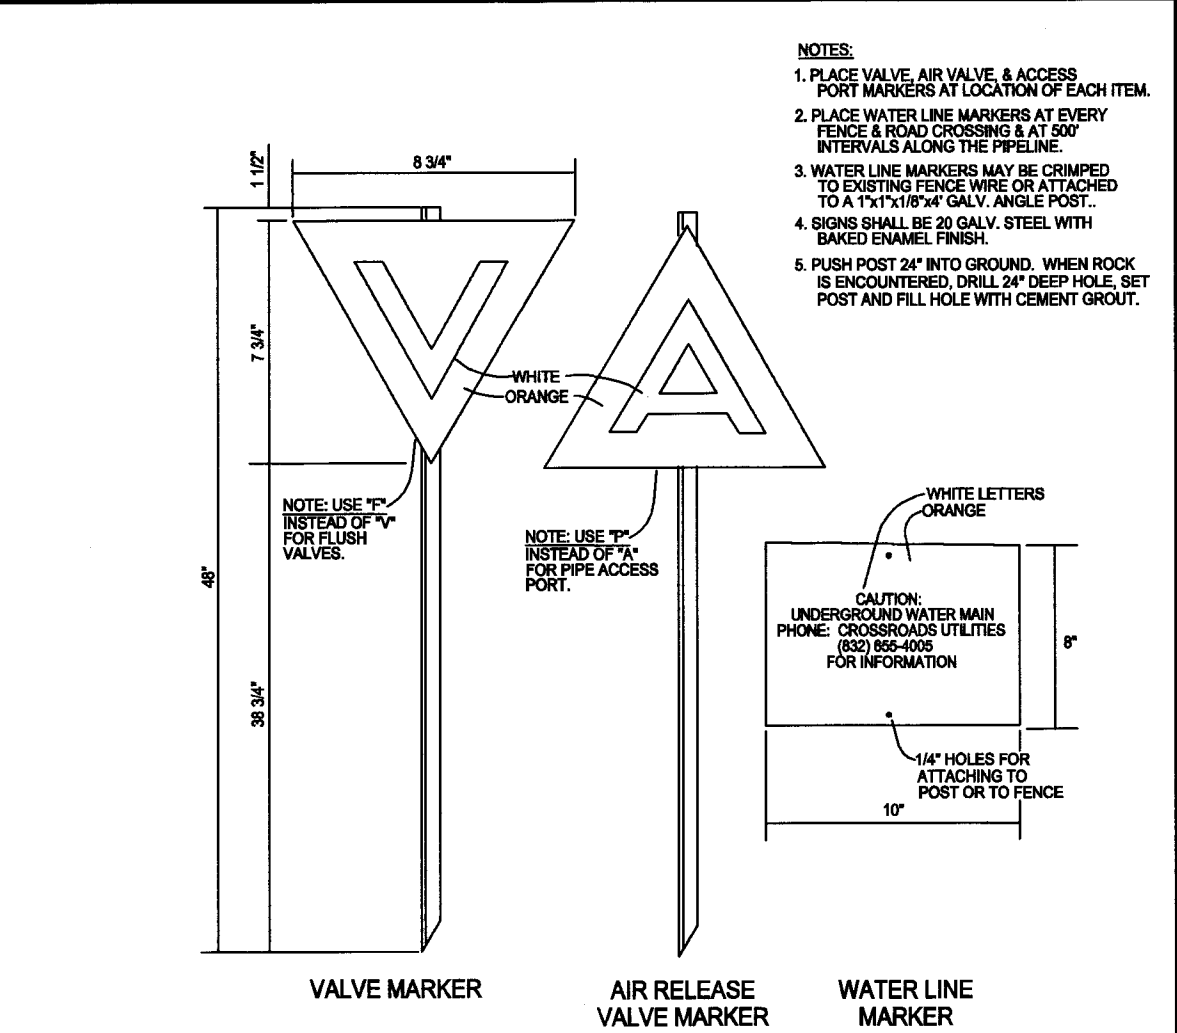 NOTES:
1. PLACE VALVE, AIR VALVE, & ACCESS
PORT MARKERS AT LOCATION OF EACH ITEM.
2. PLACE WATER LINE MARKERS AT EVERY
FENCE & ROAD CROSSING & AT 500'
INTERVALS ALONG THE PIPELINE.
3. WATER LINE MARKERS MAY BE CRIMPED
TO EXISTING FENCE WIRE OR ATTACHED
TO A 1"x1"x1/8"x4' GALV. ANGLE POST..
4. SIGNS SHALL BE 20 GALV. STEEL WITH
BAKED ENAMEL FINISH.
5. PUSH POST 24" INTO GROUND. WHEN ROCK
IS ENCOUNTERED, DRILL 24" DEEP HOLE, SET
POST AND FILL HOLE WITH CEMENT GROUT.
1 1/2"
8 3/4"
7 3/4"
48"
38 3/4"
V
A
WHITE
ORANGE
NOTE: USE "F"
INSTEAD OF "V"
FOR FLUSH
VALVES.
NOTE: USE "P"
INSTEAD OF "A"
FOR PIPE ACCESS
PORT.
WHITE LETTERS
ORANGE
CAUTION:
UNDERGROUND WATER MAIN
PHONE: CROSSROADS UTILITIES
(832) 655-4005
FOR INFORMATION
8"
1/4" HOLES FOR
ATTACHING TO
POST OR TO FENCE
10"
VALVE MARKER
AIR RELEASE
VALVE MARKER
WATER LINE
MARKER